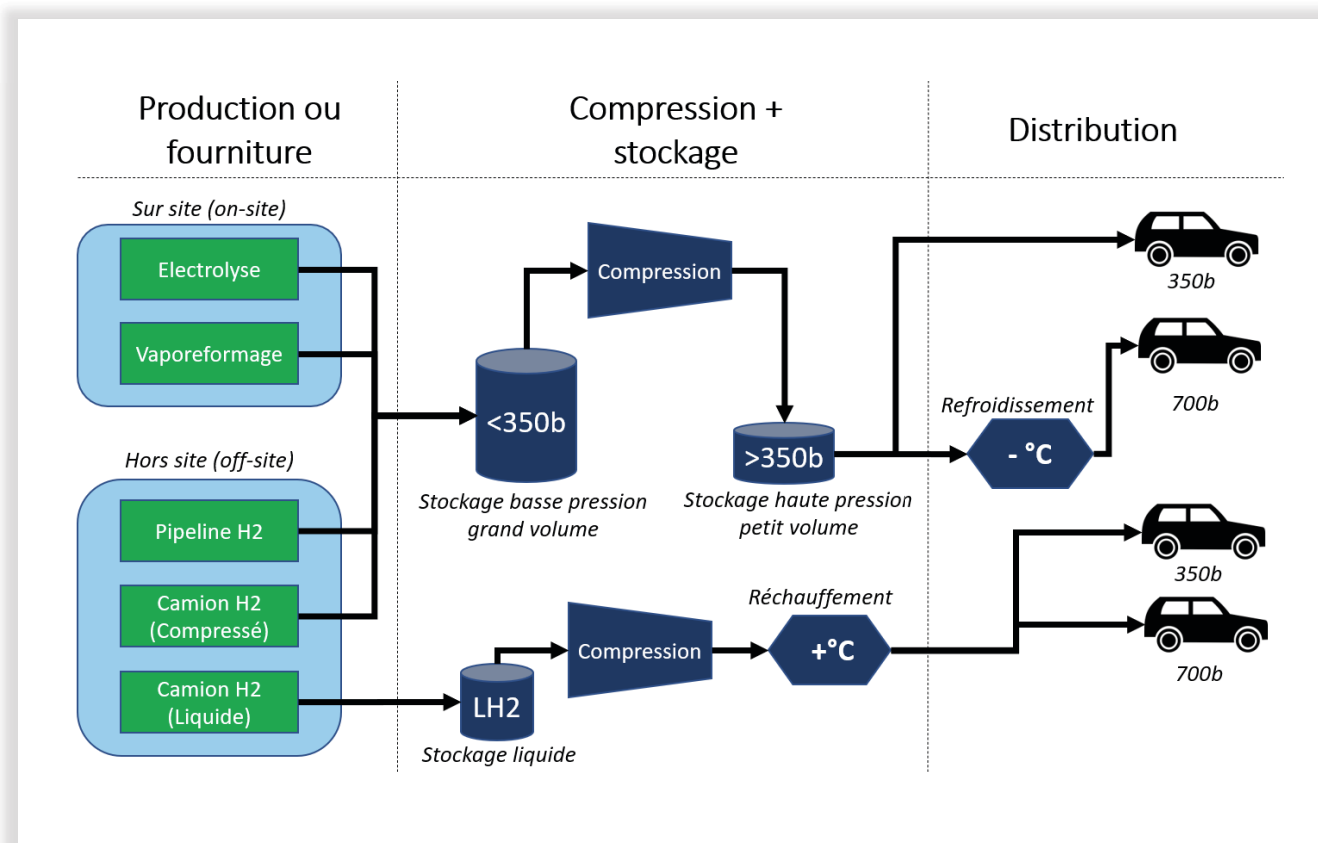 Production ou
fourniture
Compression +
stockage
Distribution
Sur site (on-site)
Electrolyse
Vaporeformage
Hors site (off-site)
Pipeline H2
Camion H2
(Compressé)
Camion H2
(Liquide)
<350b
Stockage basse pression
grand volume
Compression
>350b
Stockage haute pression
petit volume
LH2
Stockage liquide
Compression
Réchauffement
+°C
350b
700b
Refroidissement
- °C
350b
700b